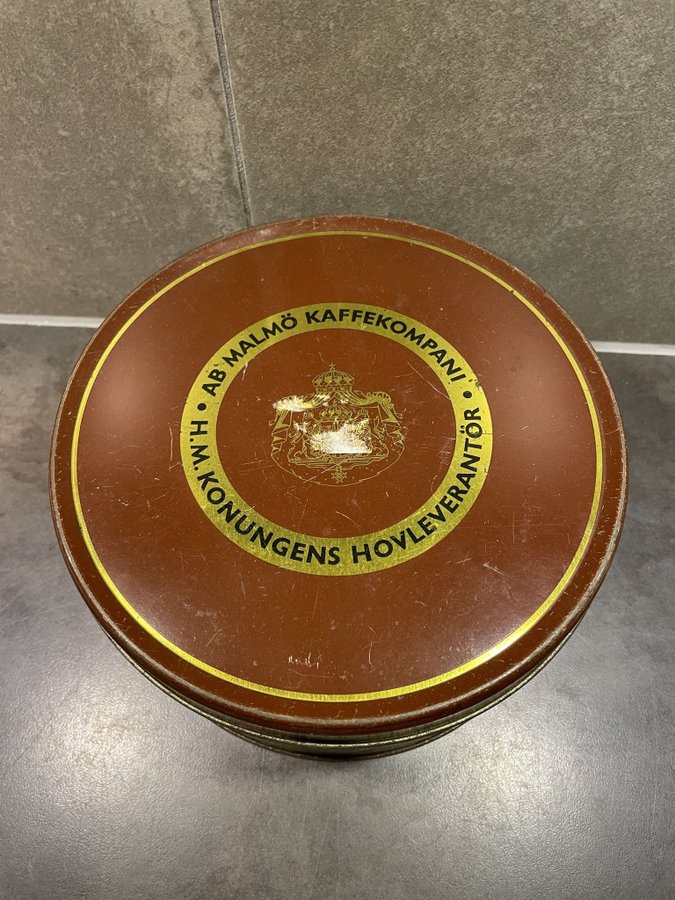 AB MALMÖ KAFFEKOMPANI
• H.M. KONUNGENS HOVLEVERANTÖR •